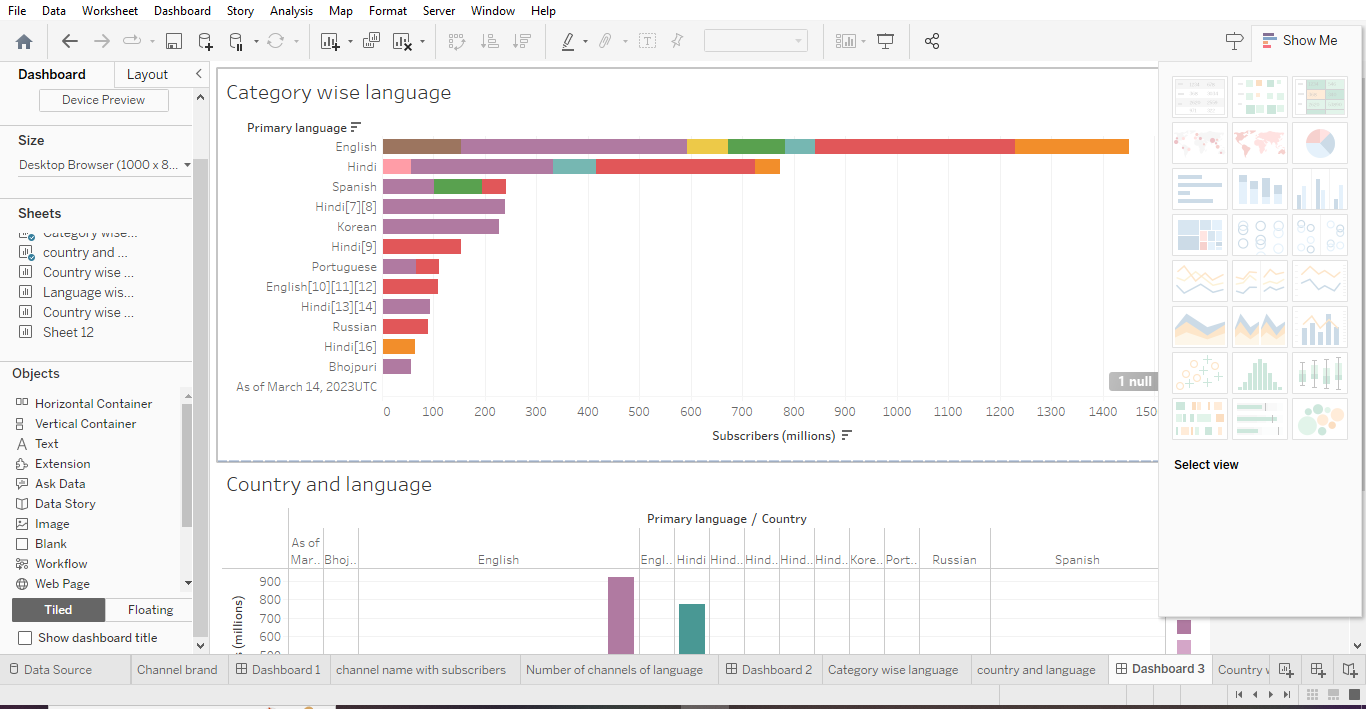 File Data Worksheet Dashboard Story Analysis Map Format Server Window Help
Show Me
Dashboard Layout
Device Preview
Size
Desktop Browser (1000 x 8...
Sheets
Category wise...
country and ...
Country wise ...
Language wis...
Country wise ...
Sheet 12
Objects
Horizontal Container
Vertical Container
Text
Extension
Ask Data
Data Story
Image
Blank
Workflow
Web Page
Tiled Floating
Show dashboard title
Category wise language
Primary language
English
Hindi
Spanish
Hindi[7][8]
Korean
Hindi[9]
Portuguese
English[10][11][12]
Hindi[13][14]
Russian
Hindi[16]
Bhojpuri
As of March 14, 2023UTC
1 null
0 100 200 300 400 500 600 700 800 900 1000 1100 1200 1300 1400 150
Subscribers (millions)
Country and language
Primary language / Country
As of
Mar.. Bhoj.. English Engl.. Hindi Hind.. Hind.. Hind.. Hind.. Kore.. Port.. Russian Spanish
900
800
700
600
(millions)
Select view
Data Source Channel brand Dashboard 1 channel name with subscribers Number of channels of language Dashboard 2 Category wise language country and language Dashboard 3 Country